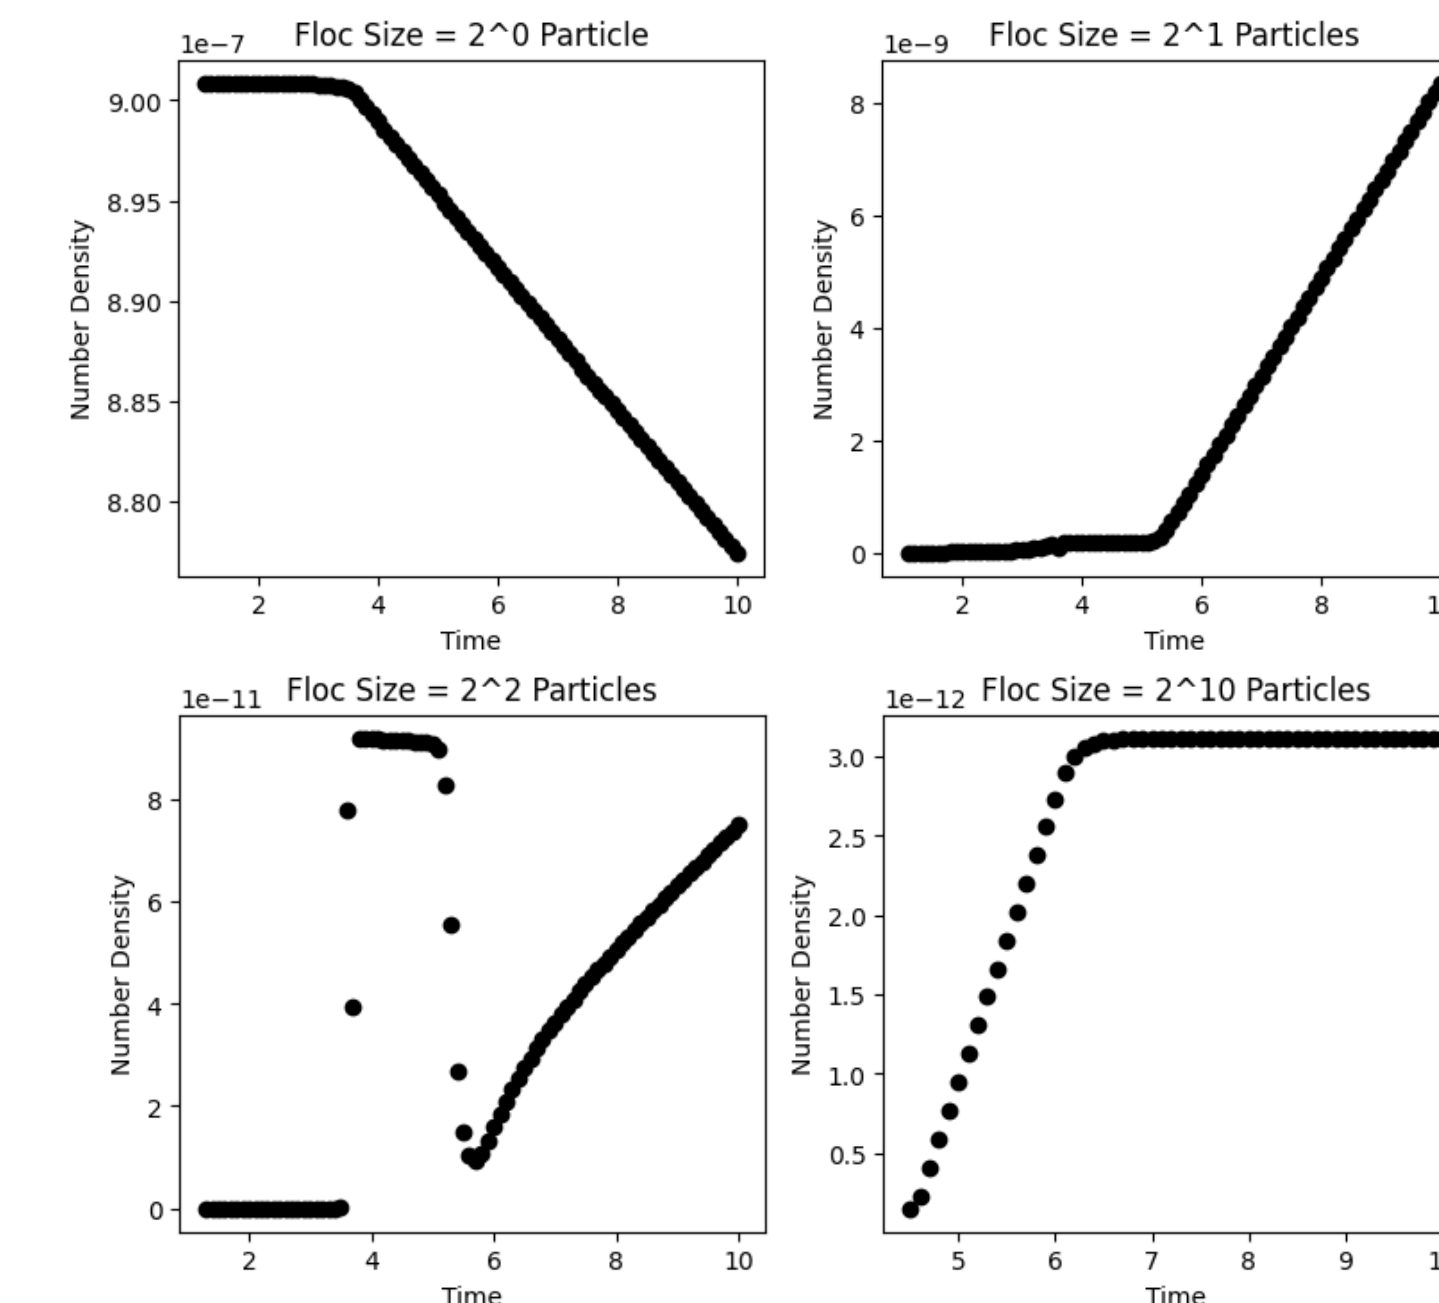 1e−7 Floc Size = 2^0 Particle
9.00
8.95
8.90
8.85
8.80
Number Density
2 4 6 8 10
Time
1e−9 Floc Size = 2^1 Particles
8
6
4
2
0
Number Density
2 4 6 8 1
Time
1e−11 Floc Size = 2^2 Particles
8
6
4
2
0
Number Density
2 4 6 8 10
Time
1e−12 Floc Size = 2^10 Particles
3.0
2.5
2.0
1.5
1.0
0.5
Number Density
5 6 7 8 9 1
Time